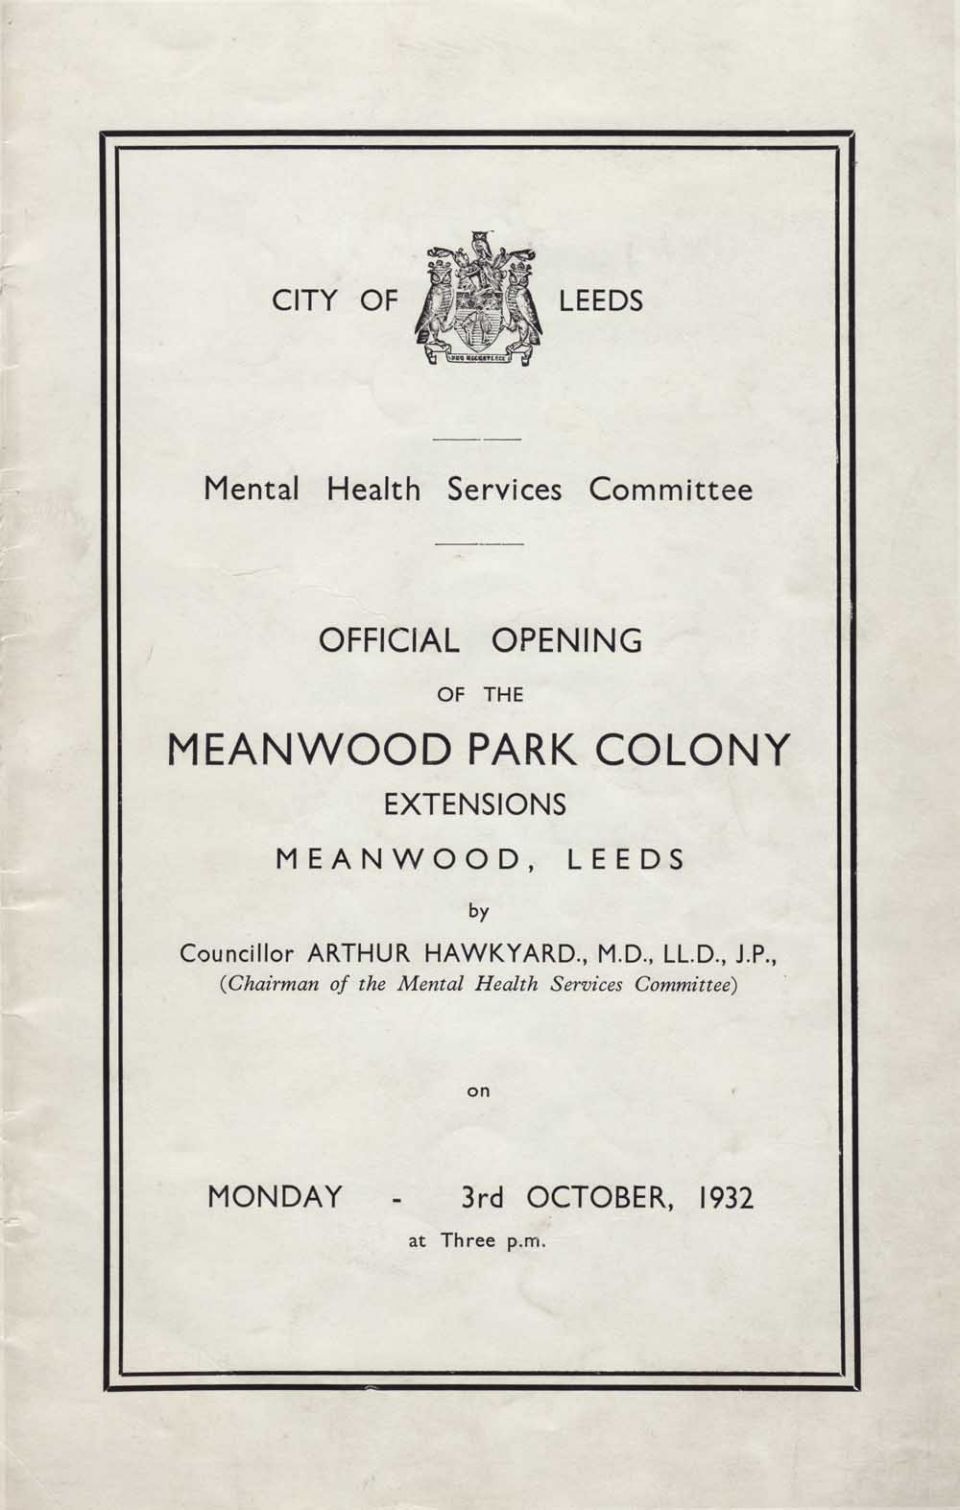 CITY OF LEEDS
Mental Health Services Committee
OFFICIAL OPENING
OF THE
MEANWOOD PARK COLONY
EXTENSIONS
MEANWOOD, LEEDS
by
Councillor ARTHUR HAWKYARD., M.D., LL.D., J.P.,
(Chairman of the Mental Health Services Committee)
on
MONDAY - 3rd OCTOBER, 1932
at Three p.m.